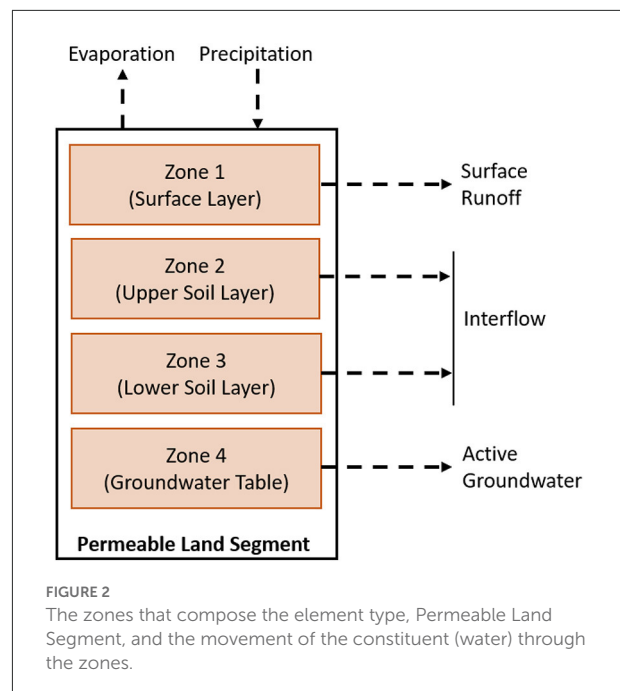 Evaporation Precipitation
Zone 1
(Surface Layer)
Surface
Runoff
Zone 2
(Upper Soil Layer)
Interflow
Zone 3
(Lower Soil Layer)
Zone 4
(Groundwater Table)
Active
Groundwater
Permeable Land Segment
FIGURE 2
The zones that compose the element type, Permeable Land
Segment, and the movement of the constituent (water) through
the zones.